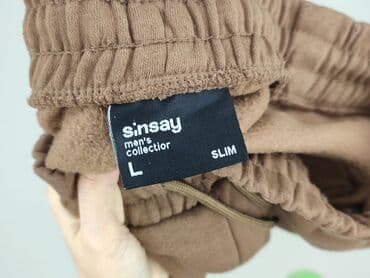 sinsay
men's
collection
L
SLIM